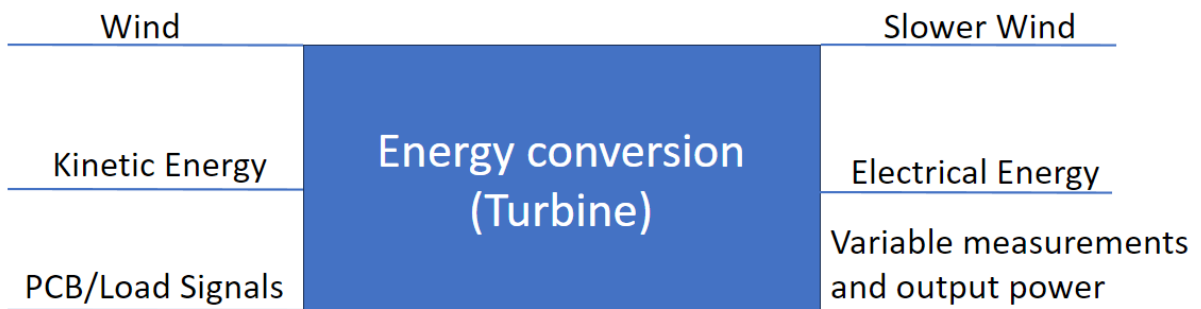 Wind
Slower Wind
Energy conversion
(Turbine)
Kinetic Energy
Electrical Energy
PCB/Load Signals
Variable measurements
and output power